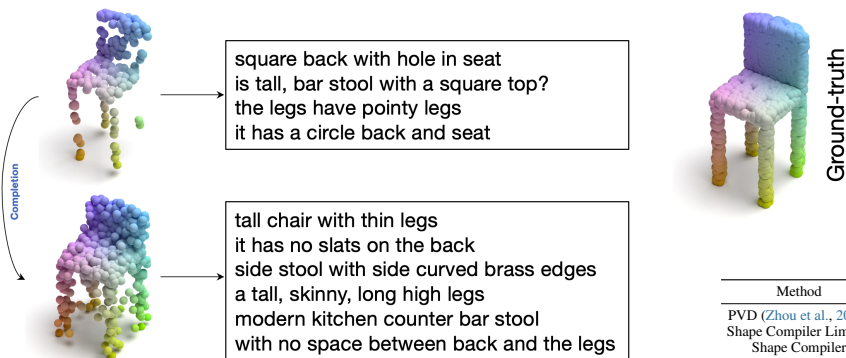 square back with hole in seat
is tall, bar stool with a square top?
the legs have pointy legs
it has a circle back and seat
Completion
tall chair with thin legs
it has no slats on the back
side stool with side curved brass edges
a tall, skinny, long high legs
modern kitchen counter bar stool
with no space between back and the legs
Ground-truth
Method
PVD (Zhou et al., 20
Shape Compiler Lim
Shape Compiler